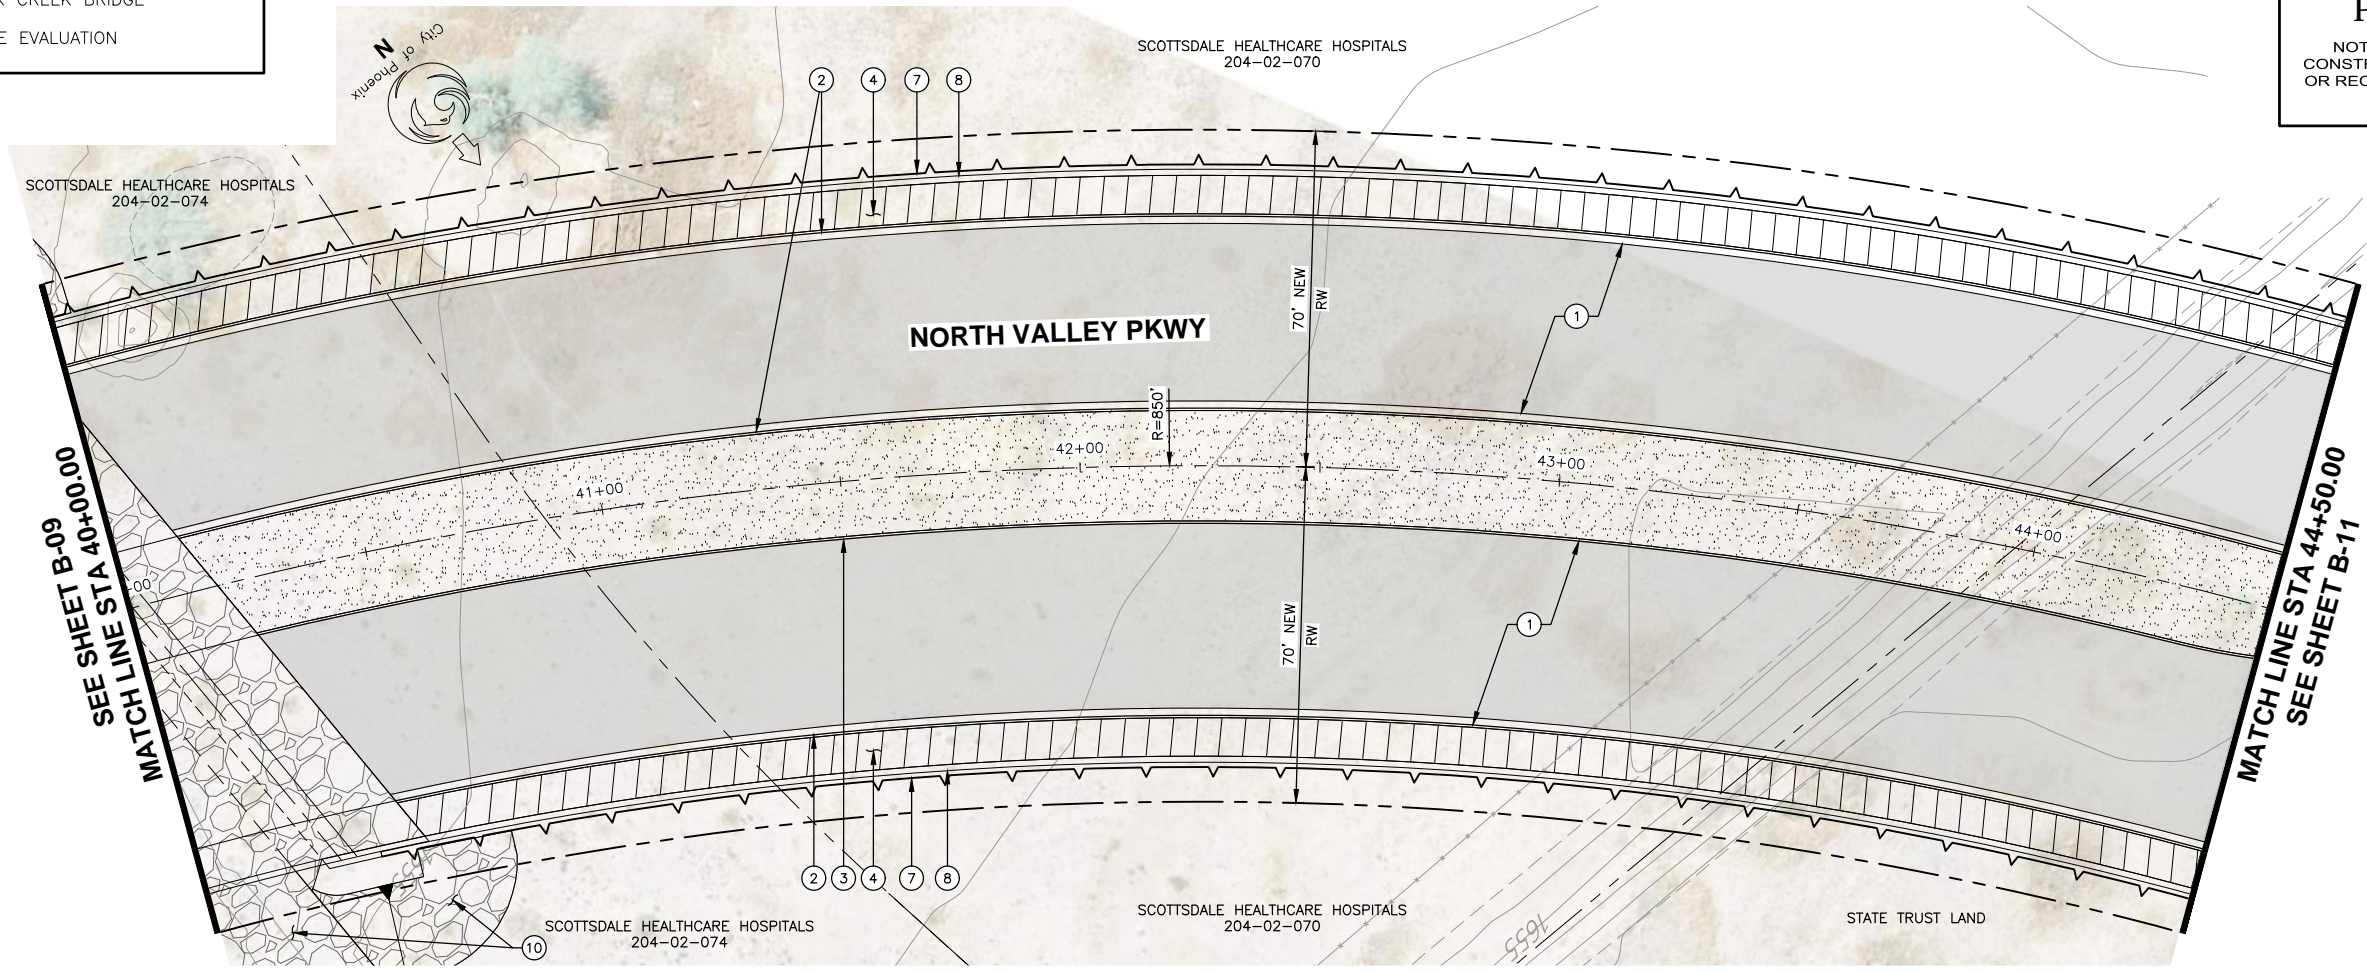 CREEK BRIDGE
E EVALUATION
N
City of Phoenix
SCOTTSDALE HEALTHCARE HOSPITALS
204-02-070
NOT
CONSTR
OR REC
2 4 7 8
SCOTTSDALE HEALTHCARE HOSPITALS
204-02-074
70' NEW
RW
1
NORTH VALLEY PKWY
R=850'
41+00
42+00
43+00
44+00
00
SEE SHEET B-09
MATCH LINE STA 40+00.00
MATCH LINE STA 44+50.00
SEE SHEET B-11
70' NEW
RW
1
2 3 4 7 8
10
SCOTTSDALE HEALTHCARE HOSPITALS
204-02-074
SCOTTSDALE HEALTHCARE HOSPITALS
204-02-070
1655
STATE TRUST LAND